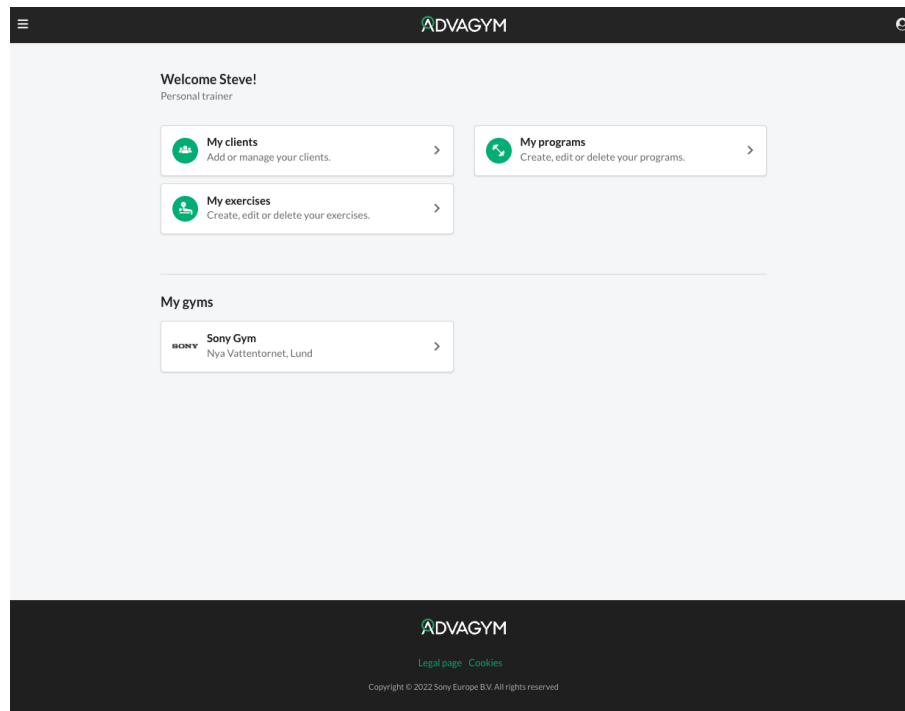 ADVAGYM
Welcome Steve!
Personal trainer
My clients
Add or manage your clients.
My programs
Create, edit or delete your programs.
My exercises
Create, edit or delete your exercises.
My gyms
SONY
Sony Gym
Nya Vattentornet, Lund
ADVAGYM
Legal page Cookies
Copyright © 2022 Sony Europe B.V. All rights reserved